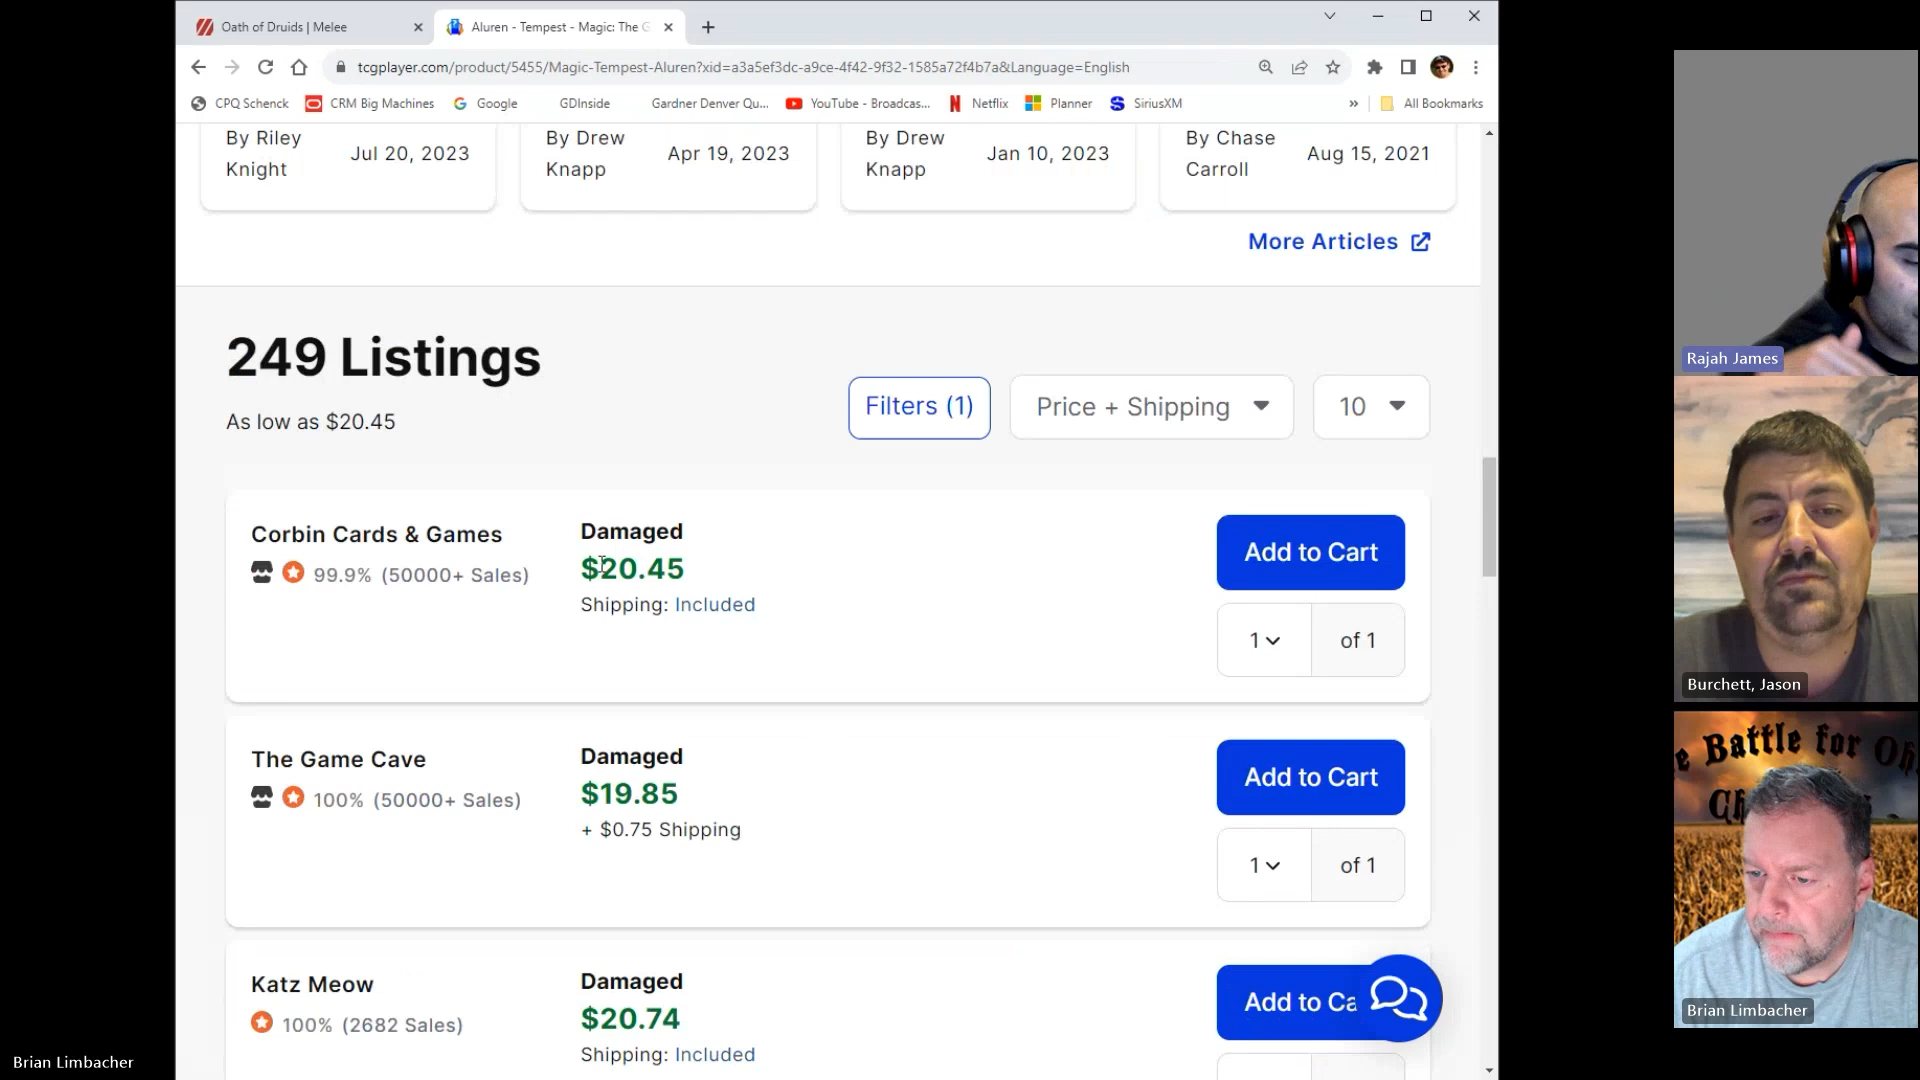 Oath of Druids | Melee
Aluren - Tempest - Magic: The G
tcgplayer.com/product/5455/Magic-Tempest-Aluren?xid=a3a5ef3dc-a9ce-4f42-9f32-1585a72f4b7a&Language=English
CPQ Schenck
CRM Big Machines
Google
GDInside
Gardner Denver Qu...
YouTube - Broadcas...
Netflix
Planner
SiriusXM
»
All Bookmarks
By Riley
Knight
Jul 20, 2023
By Drew
Knapp
Apr 19, 2023
By Drew
Knapp
Jan 10, 2023
By Chase
Carroll
Aug 15, 2021
More Articles
249 Listings
As low as $20.45
Filters (1)
Price + Shipping
10
Corbin Cards & Games
99.9% (50000+ Sales)
Damaged
$20.45
Shipping: Included
Add to Cart
1
of 1
The Game Cave
100% (50000+ Sales)
Damaged
$19.85
+ $0.75 Shipping
Add to Cart
1
of 1
Katz Meow
100% (2682 Sales)
Damaged
$20.74
Shipping: Included
Add to Ca
Rajah James
Burchett, Jason
Battle for Oh
Brian Limbacher
Brian Limbacher